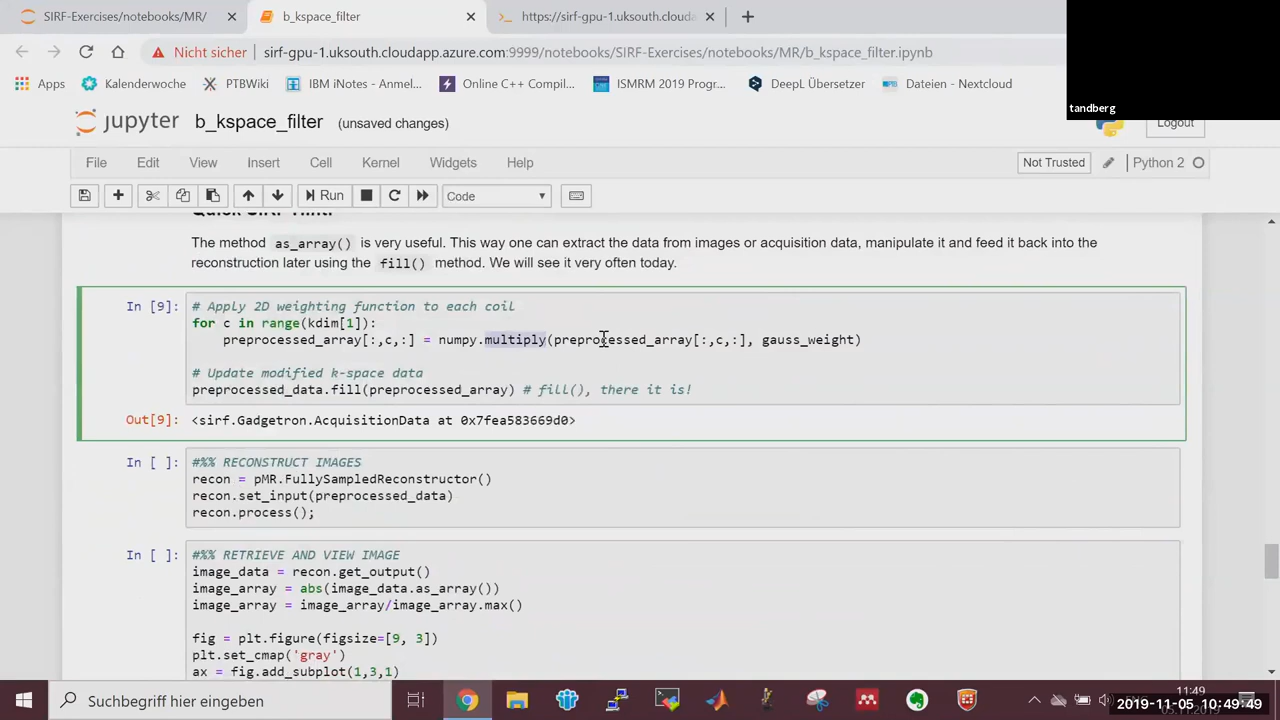 SIRF-Exercises/notebooks/MR/
b_kspace_filter
https://sirf-gpu-1.uksouth.clouda
Nicht sicher
sirf-gpu-1.uksouth.cloudapp.azure.com:9999/notebooks/SIRF-Exercises/notebooks/MR/b_kspace_filter.ipynb
Apps
Kalenderwoche
PTBWiki
IBM iNotes - Anmel...
Online C++ Compil...
ISMRM 2019 Progr...
DeepL Übersetzer
Dateien - Nextcloud
tandberg
jupyter
b_kspace_filter
(unsaved changes)
Logout
File
Edit
View
Insert
Cell
Kernel
Widgets
Help
Not Trusted
Python 2
Run
Code
Quick SIRF Hint!
The method as_array() is very useful. This way one can extract the data from images or acquisition data, manipulate it and feed it back into the
reconstruction later using the fill() method. We will see it very often today.
In [9]:
# Apply 2D weighting function to each coil
for c in range(kdim[1]):
preprocessed_array[:,c,:] = numpy.multiply(preprocessed_array[:,c,:], gauss_weight)
# Update modified k-space data
preprocessed_data.fill(preprocessed_array) # fill(), there it is!
Out[9]:
<sirf.Gadgetron.AcquisitionData at 0x7fea583669d0>
In [ ]:
#%% RECONSTRUCT IMAGES
recon = pMR.FullySampledReconstructor()
recon.set_input(preprocessed_data)
recon.process();
In [ ]:
#%% RETRIEVE AND VIEW IMAGE
image_data = recon.get_output()
image_array = abs(image_data.as_array())
image_array = image_array/image_array.max()
fig = plt.figure(figsize=[9, 3])
plt.set_cmap('gray')
ax = fig.add_subplot(1,3,1)
Suchbegriff hier eingeben
ENG
11:49
05.11.2019
2019-11-05 10:49:49